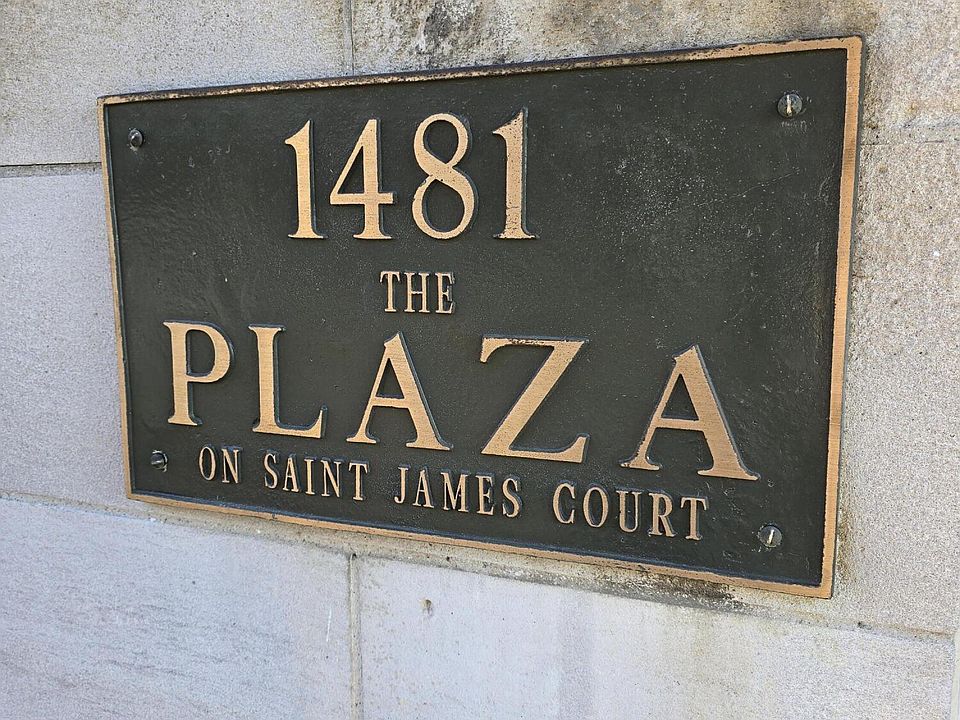 1481
THE
PLAZA
ON SAINT JAMES COURT